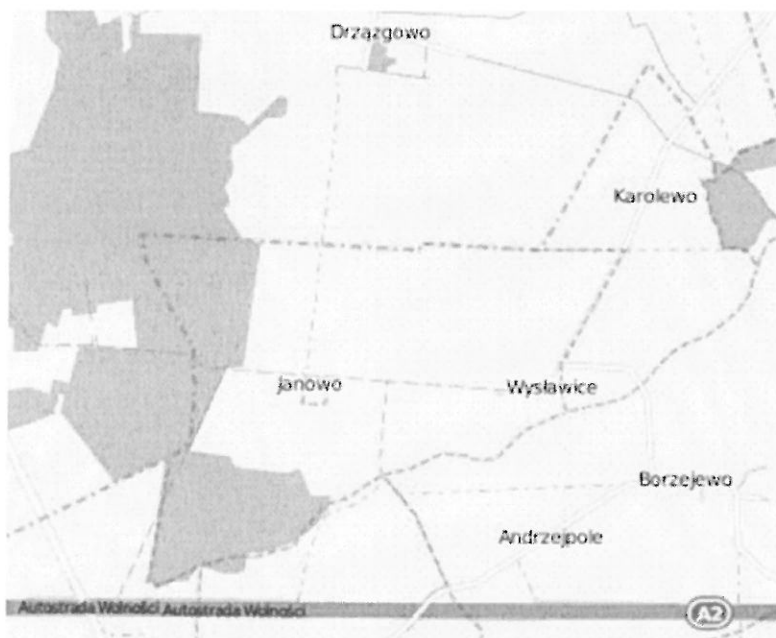 Drzązgowo
Karolewo
Janowo
Wysławice
Borzejewo
Andrzejpole
Autostrada Wolności Autostrada Wolności
A2